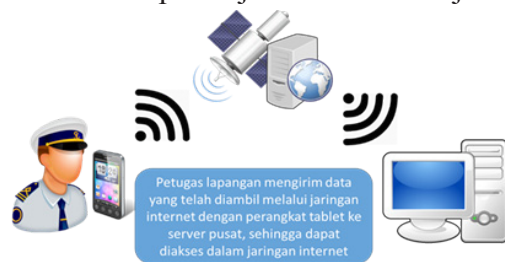 Petugas lapangan mengirim data
yang telah diambil melalui jaringan
internet dengan perangkat tablet ke
server pusat, sehingga dapat
diakses dalam jaringan internet